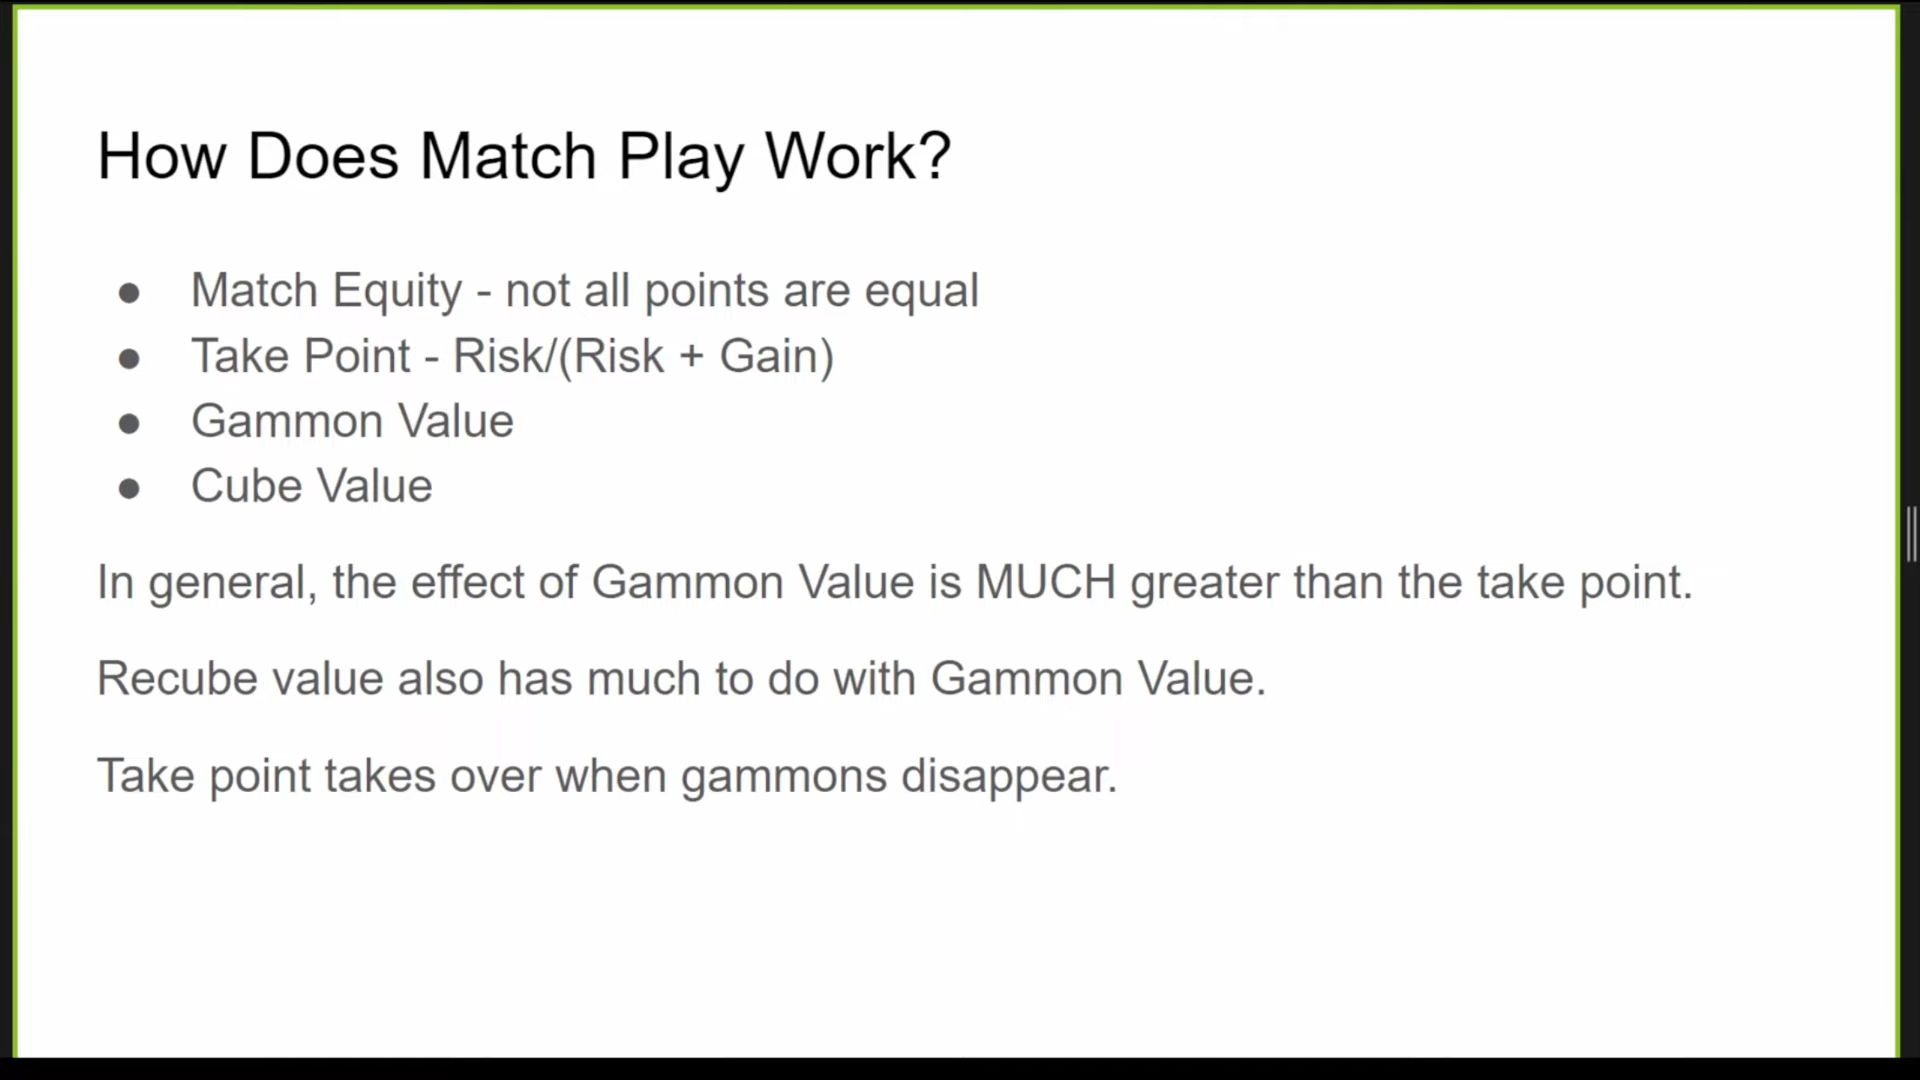 How Does Match Play Work?
● Match Equity - not all points are equal
● Take Point - Risk/(Risk + Gain)
● Gammon Value
● Cube Value
In general, the effect of Gammon Value is MUCH greater than the take point.
Recube value also has much to do with Gammon Value.
Take point takes over when gammons disappear.